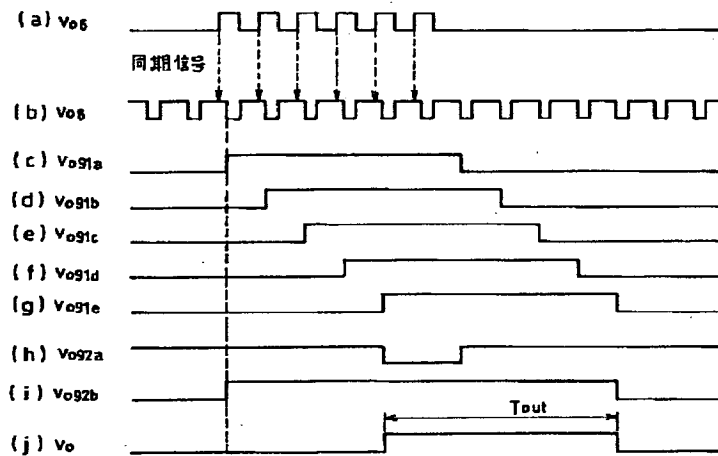 (a) Vo6
同期信号
(b) Vo8
(c) Vo91a
(d) Vo91b
(e) Vo91c
(f) Vo91d
(g) Vo91e
(h) Vo92a
(i) Vo92b
Tout
(j) Vo